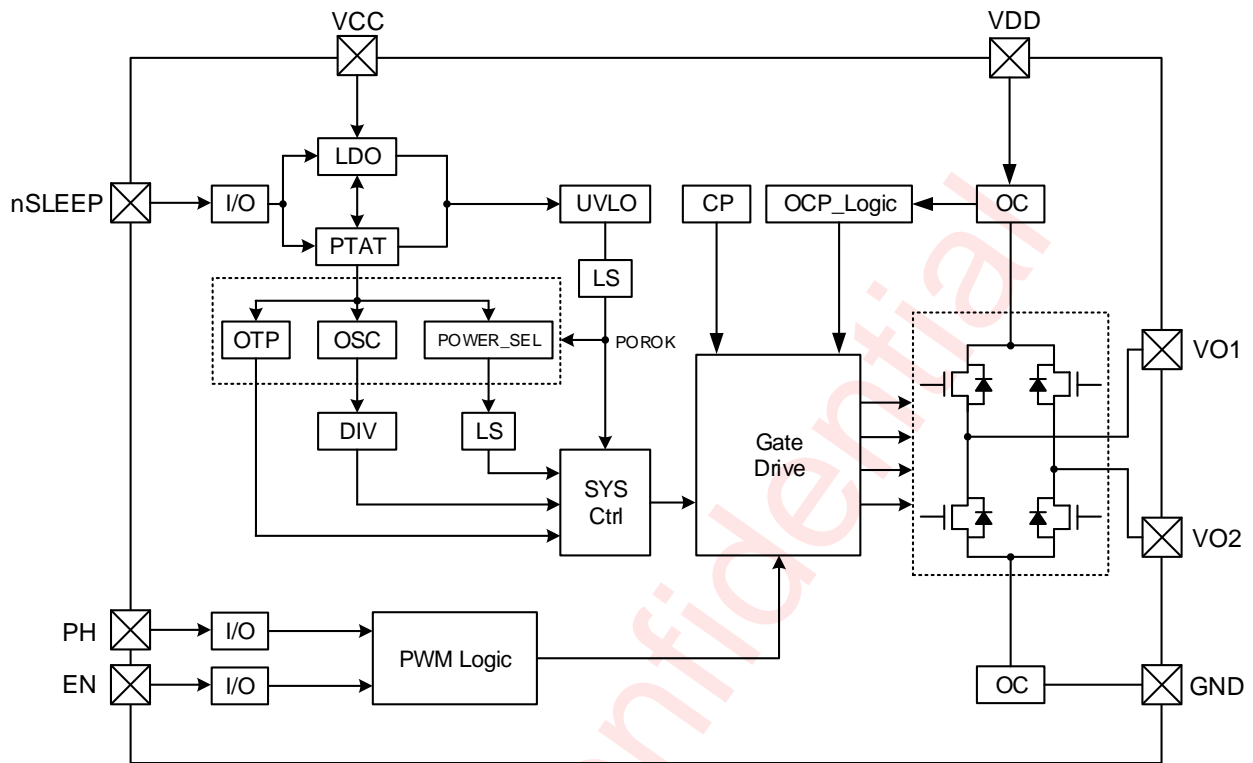 VCC
VDD
LDO
nSLEEP
I/O
UVLO
CP
OCP_Logic
OC
PTAT
LS
OTP
OSC
POWER_SEL
POROK
VO1
DIV
LS
Gate
Drive
SYS
Ctrl
VO2
PH
I/O
PWM Logic
EN
I/O
OC
GND
nfidential